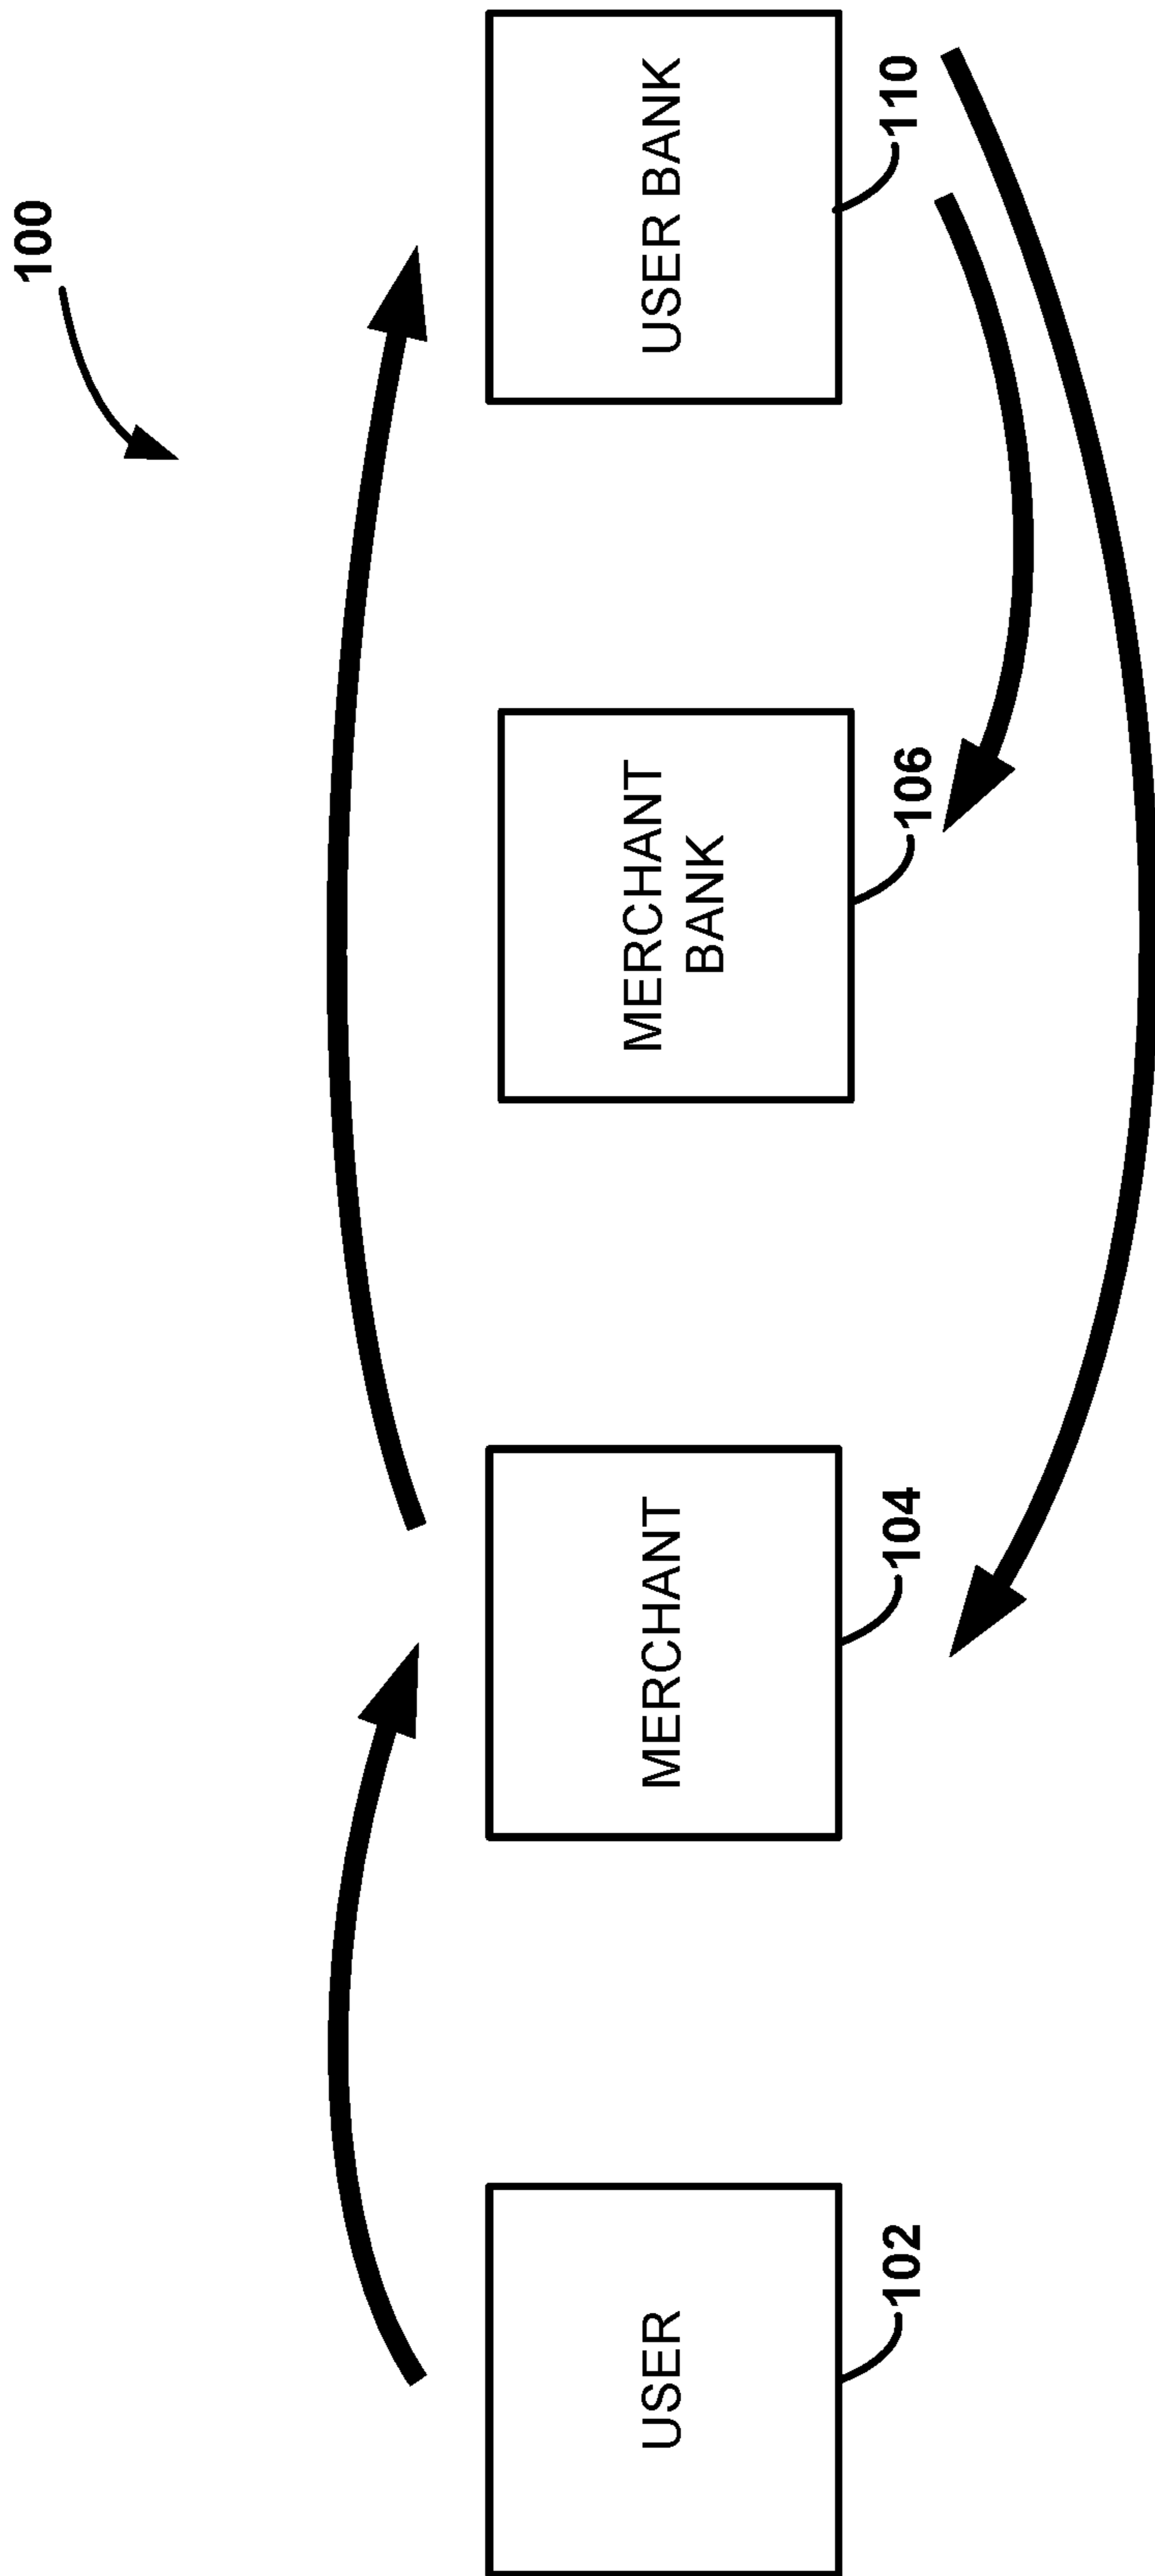 100
USER
MERCHANT
MERCHANT
BANK
USER BANK
102
104
106
110